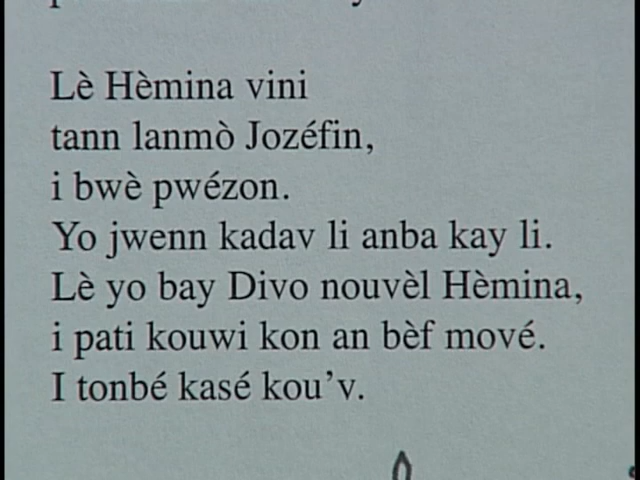 Lè Hèmina vini
tann lanmò Jozéfin,
i bwè pwézon.
Yo jwenn kadav li anba kay li.
Lè yo bay Divo nouvèl Hèmina,
i pati kouwi kon an bèf mové.
I tonbé kasé kou’v.